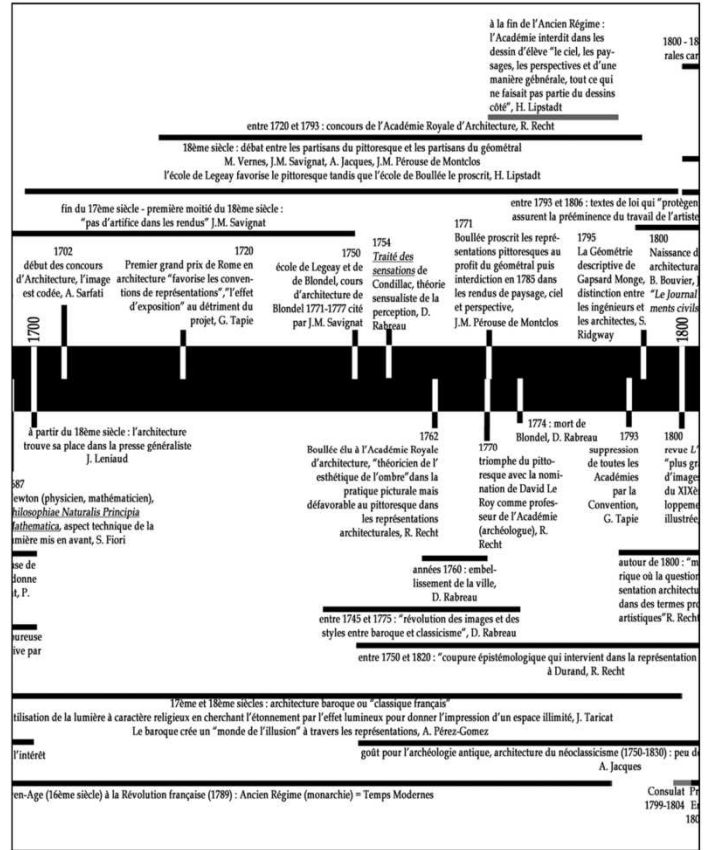 à la fin de l'Ancien Régime :
l'Académie interdit dans les
dessin d'élève "le ciel, les pay-
sages, les perspectives et d'une
manière gébnérale, tout ce qui
ne faisait pas partie du dessins
côté", H. Lipstadt
1800 - 18
rales car
entre 1720 et 1793 : concours de l'Académie Royale d'Architecture, R. Recht
18ème siècle : débat entre les partisans du pittoresque et les partisans du géométral
M. Vernes, J.M. Savignat, A. Jacques, J.M. Pérouse de Montclos
l'école de Legeay favorise le pittoresque tandis que l'école de Boullée le proscrit, H. Lipstadt
fin du 17ème siècle - première moitié du 18ème siècle :
"pas d'artifice dans les rendus" J.M. Savignat
entre 1793 et 1806 : textes de loi qui "protègen
assurent la prééminence du travail de l'artiste
1702
début des concours
d'Architecture, l'image
est codée, A. Sarfati
1720
Premier grand prix de Rome en
architecture "favorise les conven-
tions de représentations","l'effet
d'exposition" au détriment du
projet, G. Tapie
1750
école de Legeay et de
de Blondel, cours
d'architecture de
Blondel 1771-1777 cité
par J.M. Savignat
1754
Traité des
sensations de
Condillac, théorie
sensualiste de la
perception, D.
Rabreau
1771
Boullée proscrit les repré-
sentations pittoresques au
profit du géométral puis
interdiction en 1785 dans
les rendus de paysage, ciel
et perspective,
J.M. Pérouse de Montclos
1795
La Géométrie
descriptive de
Gapsard Monge,
distinction entre
les ingénieurs et
les architectes, S.
Ridgway
1800
Naissance d
architectura
B. Bouvier, J
"Le Journal
ments civils
1700
1800
à partir du 18ème siècle : l'architecture
trouve sa place dans la presse généraliste
J. Leniaud
1762
Boullée élu à l'Académie Royale
d'architecture, "théoricien de l'
esthétique de l'ombre"dans la
pratique picturale mais
défavorable au pittoresque dans
les représentations
architecturales, R. Recht
1770
triomphe du pitto-
resque avec la nomi-
nation de David Le
Roy comme profes-
seur de l'Académie
(archéologue), R.
Recht
1774 : mort de
Blondel, D. Rabreau
1793
suppression
de toutes les
Académies
par la
Convention,
G. Tapie
1800
revue L'
"plus gr
d'images
du XIXè
loppeme
illustrée,
687
ewton (physicien, mathématicien),
hilosophiae Naturalis Principia
Mathematica, aspect technique de la
mière mis en avant, S. Fiori
use de
donne
t, P.
années 1760 : embel-
lissement de la ville,
D. Rabreau
autour de 1800 : "m
rique où la question
sentation architectu
dans des termes pro
artistiques"R. Recht
entre 1745 et 1775 : "révolution des images et des
styles entre baroque et classicisme", D. Rabreau
oureuse
ive par
entre 1750 et 1820 : "coupure épistémologique qui intervient dans la représentation
à Durand, R. Recht
17ème et 18ème siècles : architecture baroque ou "classique français"
tilisation de la lumière à caractère religieux en cherchant l'étonnement par l'effet lumineux pour donner l'impression d'un espace illimité, J. Taricat
Le baroque crée un "monde de l'illusion" à travers les représentations, A. Pérez-Gomez
l'intérêt
goût pour l'archéologie antique, architecture du néoclassicisme (1750-1830) : peu de
A. Jacques
en-Age (16ème siècle) à la Révolution française (1789) : Ancien Régime (monarchie) = Temps Modernes
Consulat
1799-1804
Pr
Er
180